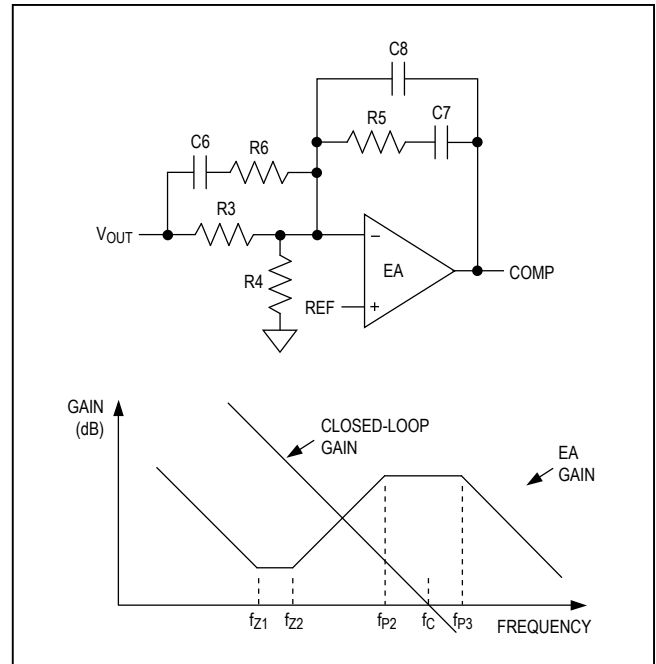 C8
R5
C7
C6
R6
R3
VOUT
R4
−
EA
COMP
REF
+
GAIN
(dB)
CLOSED-LOOP
GAIN
EA
GAIN
fZ1
fZ2
fP2
fC
fP3
FREQUENCY